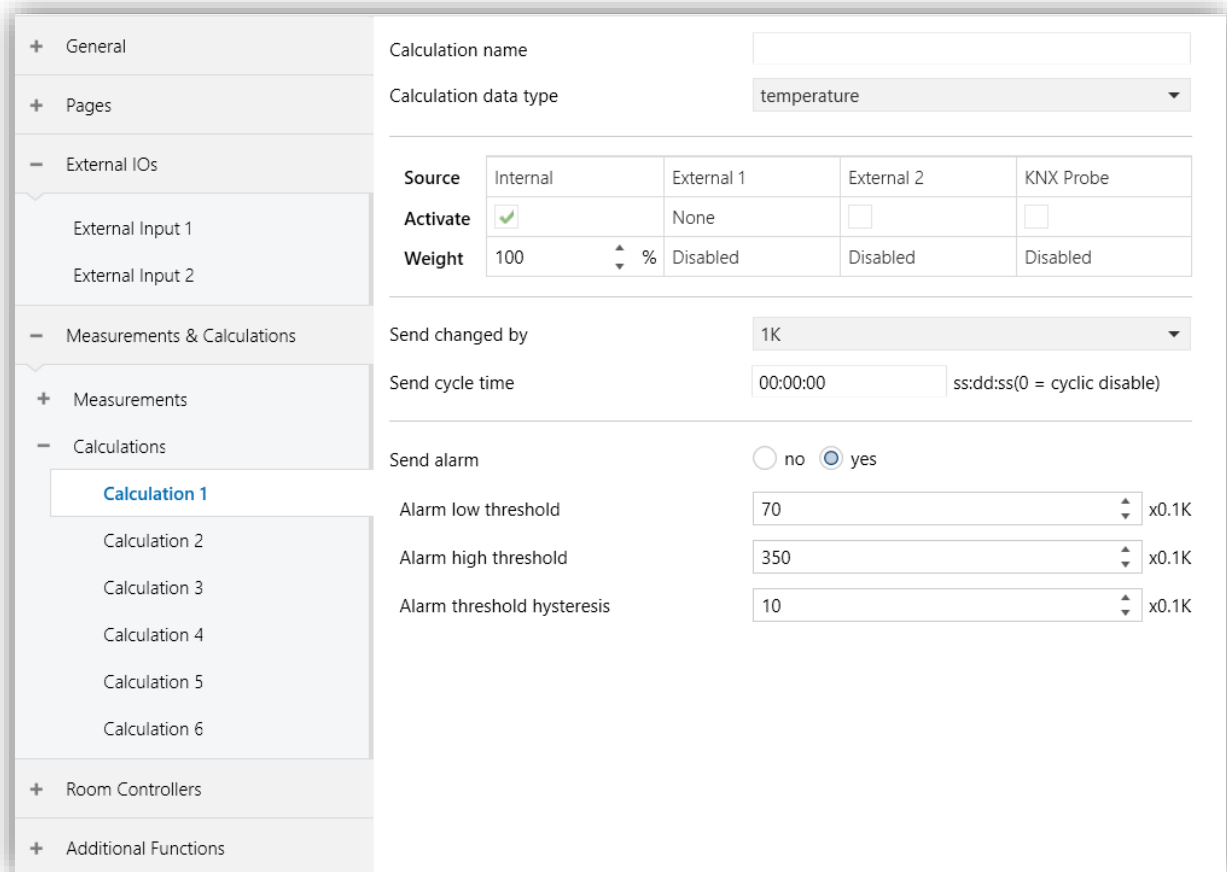 General
Pages
External IOs
External Input 1
External Input 2
Measurements & Calculations
Measurements
Calculations
Calculation 1
Calculation 2
Calculation 3
Calculation 4
Calculation 5
Calculation 6
Room Controllers
Additional Functions
Calculation name
Calculation data type temperature
Source Internal External 1 External 2 KNX Probe
Activate None
Weight 100 % Disabled Disabled Disabled
Send changed by 1K
Send cycle time 00:00:00 ss:dd:ss(0 = cyclic disable)
Send alarm no yes
Alarm low threshold 70 x0.1K
Alarm high threshold 350 x0.1K
Alarm threshold hysteresis 10 x0.1K